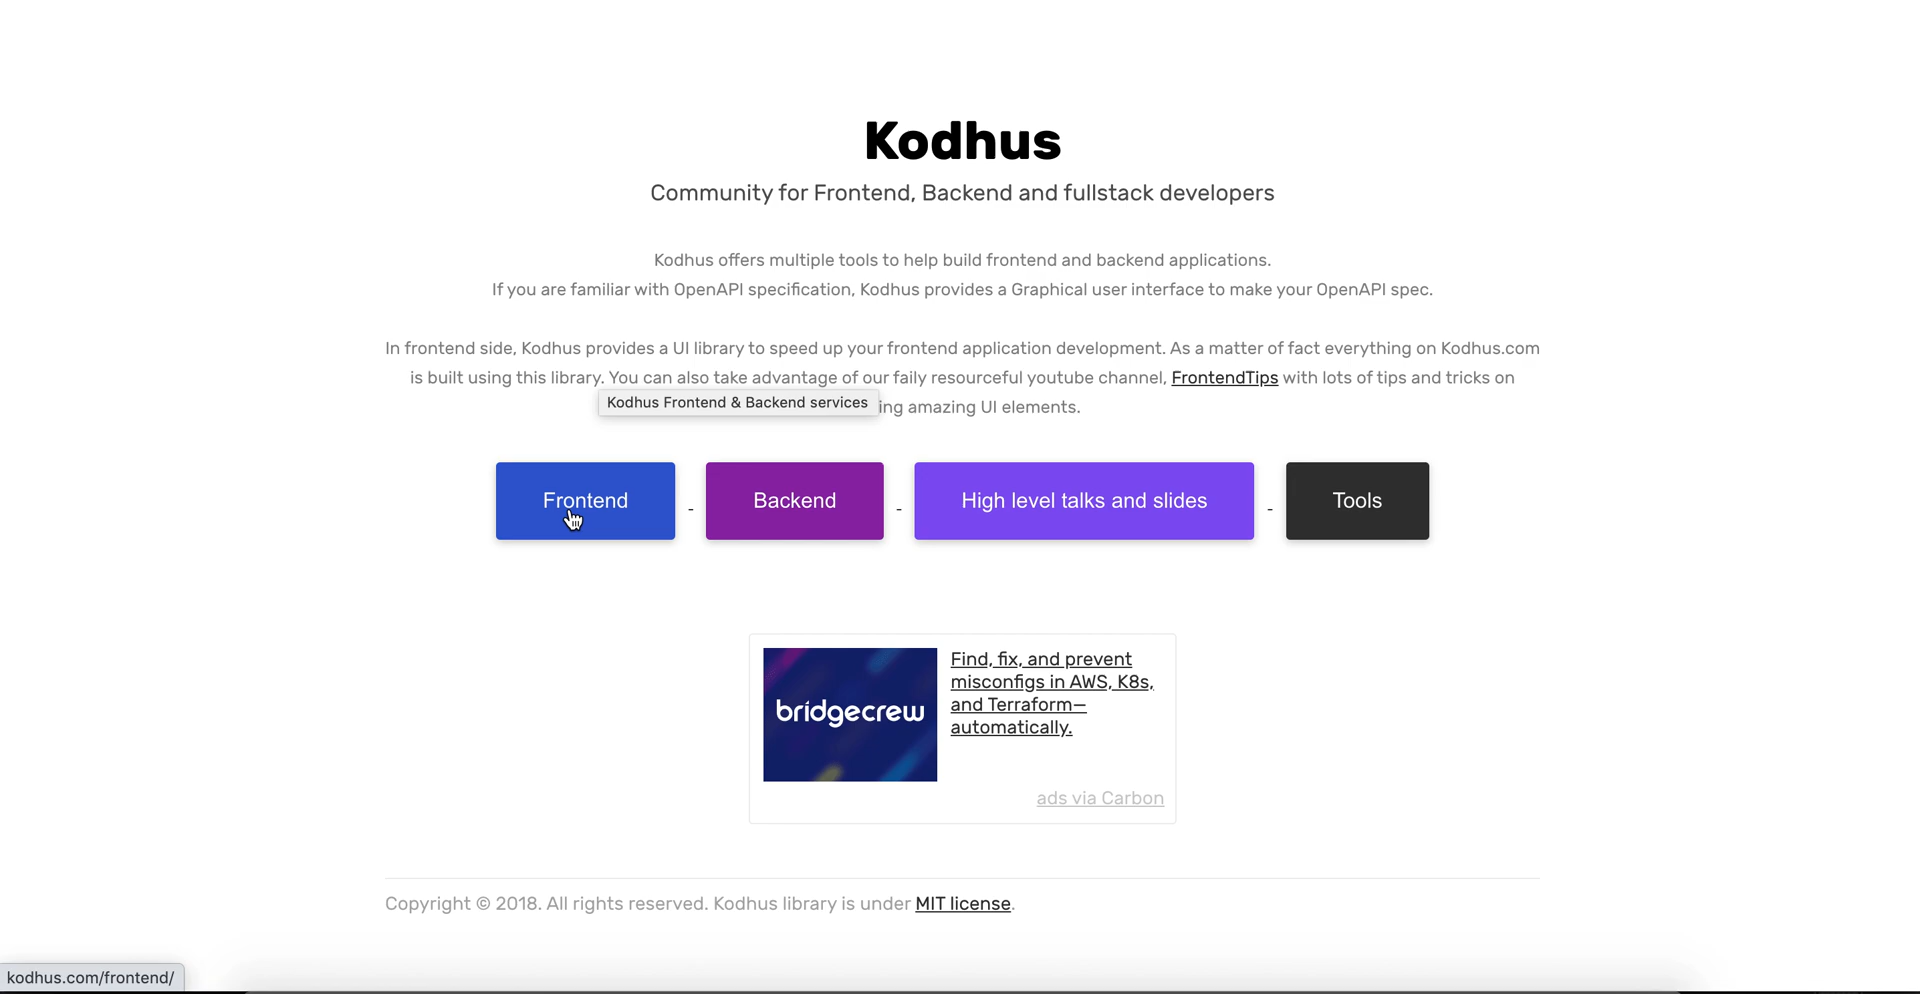 Kodhus
Community for Frontend, Backend and fullstack developers
Kodhus offers multiple tools to help build frontend and backend applications.
If you are familiar with OpenAPI specification, Kodhus provides a Graphical user interface to make your OpenAPI spec.
In frontend side, Kodhus provides a UI library to speed up your frontend application development. As a matter of fact everything on Kodhus.com
is built using this library. You can also take advantage of our faily resourceful youtube channel, FrontendTips with lots of tips and tricks on
Kodhus Frontend & Backend services
ing amazing UI elements.
Frontend - Backend - High level talks and slides - Tools
bridgecrew
Find, fix, and prevent
misconfigs in AWS, K8s,
and Terraform—
automatically.
ads via Carbon
Copyright © 2018. All rights reserved. Kodhus library is under MIT license.
kodhus.com/frontend/